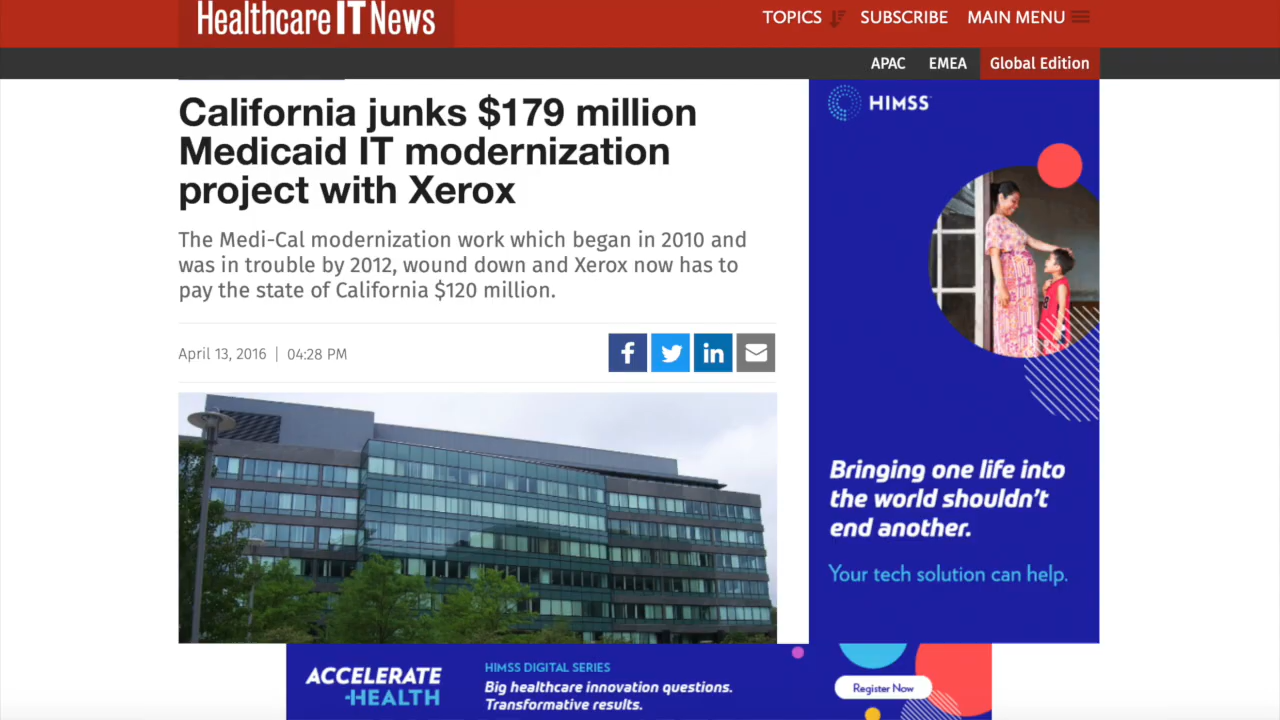 Healthcare IT News
TOPICS SUBSCRIBE MAIN MENU
APAC EMEA Global Edition
California junks $179 million
Medicaid IT modernization
project with Xerox
The Medi-Cal modernization work which began in 2010 and
was in trouble by 2012, wound down and Xerox now has to
pay the state of California $120 million.
April 13, 2016 | 04:28 PM
f in
HIMSS
Bringing one life into
the world shouldn't
end another.
Your tech solution can help.
ACCELERATE
-HEALTH
HIMSS DIGITAL SERIES
Big healthcare innovation questions.
Transformative results.
Register Now